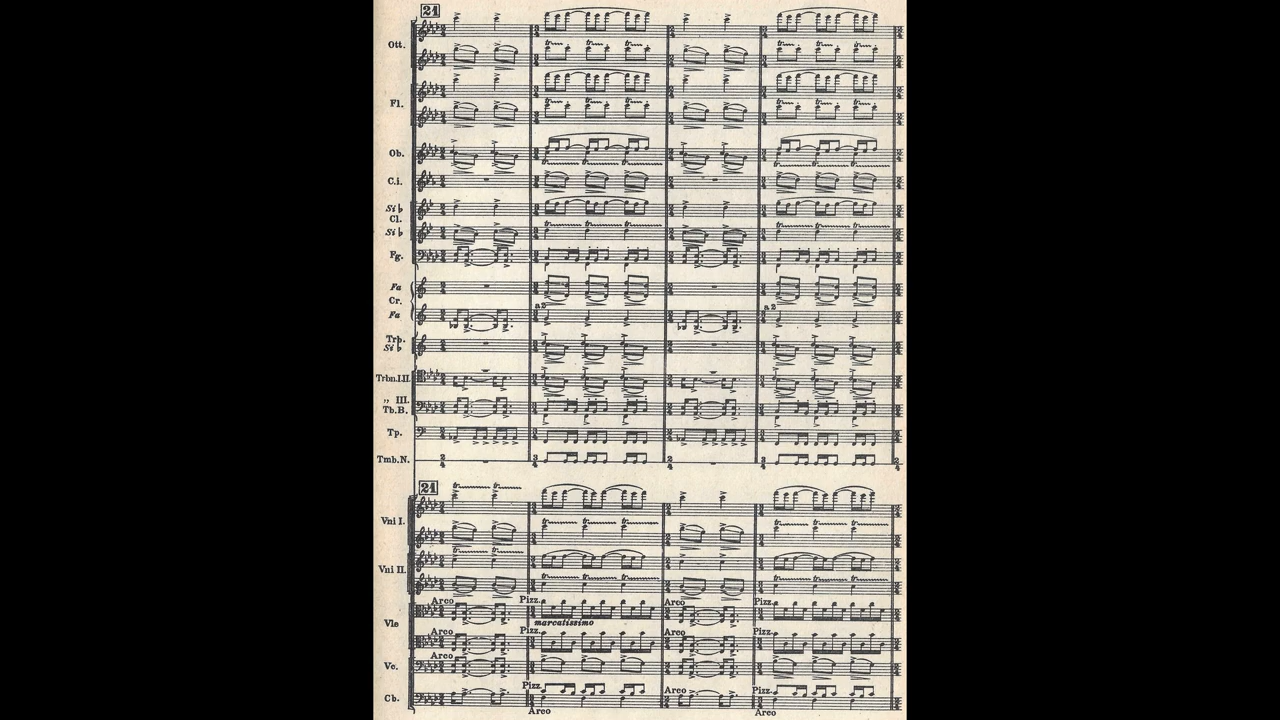 21
Ott.
Fl.
Ob.
C.i.
Si♭
Cl.
Si♭
Fg.
Fa
Cr.
Fa
a 2
a 2
Trb.
Si♭
Trbn.I.II
„ III.
Tb.B.
Tp.
Tmb.N.
21
Vni I.
Vni II.
Arco Pizz. Arco Pizz.
marcatissimo
Vle
Arco Pizz. Arco Pizz.
Arco
Vc.
Pizz. Arco Pizz.
Cb.
Arco Arco